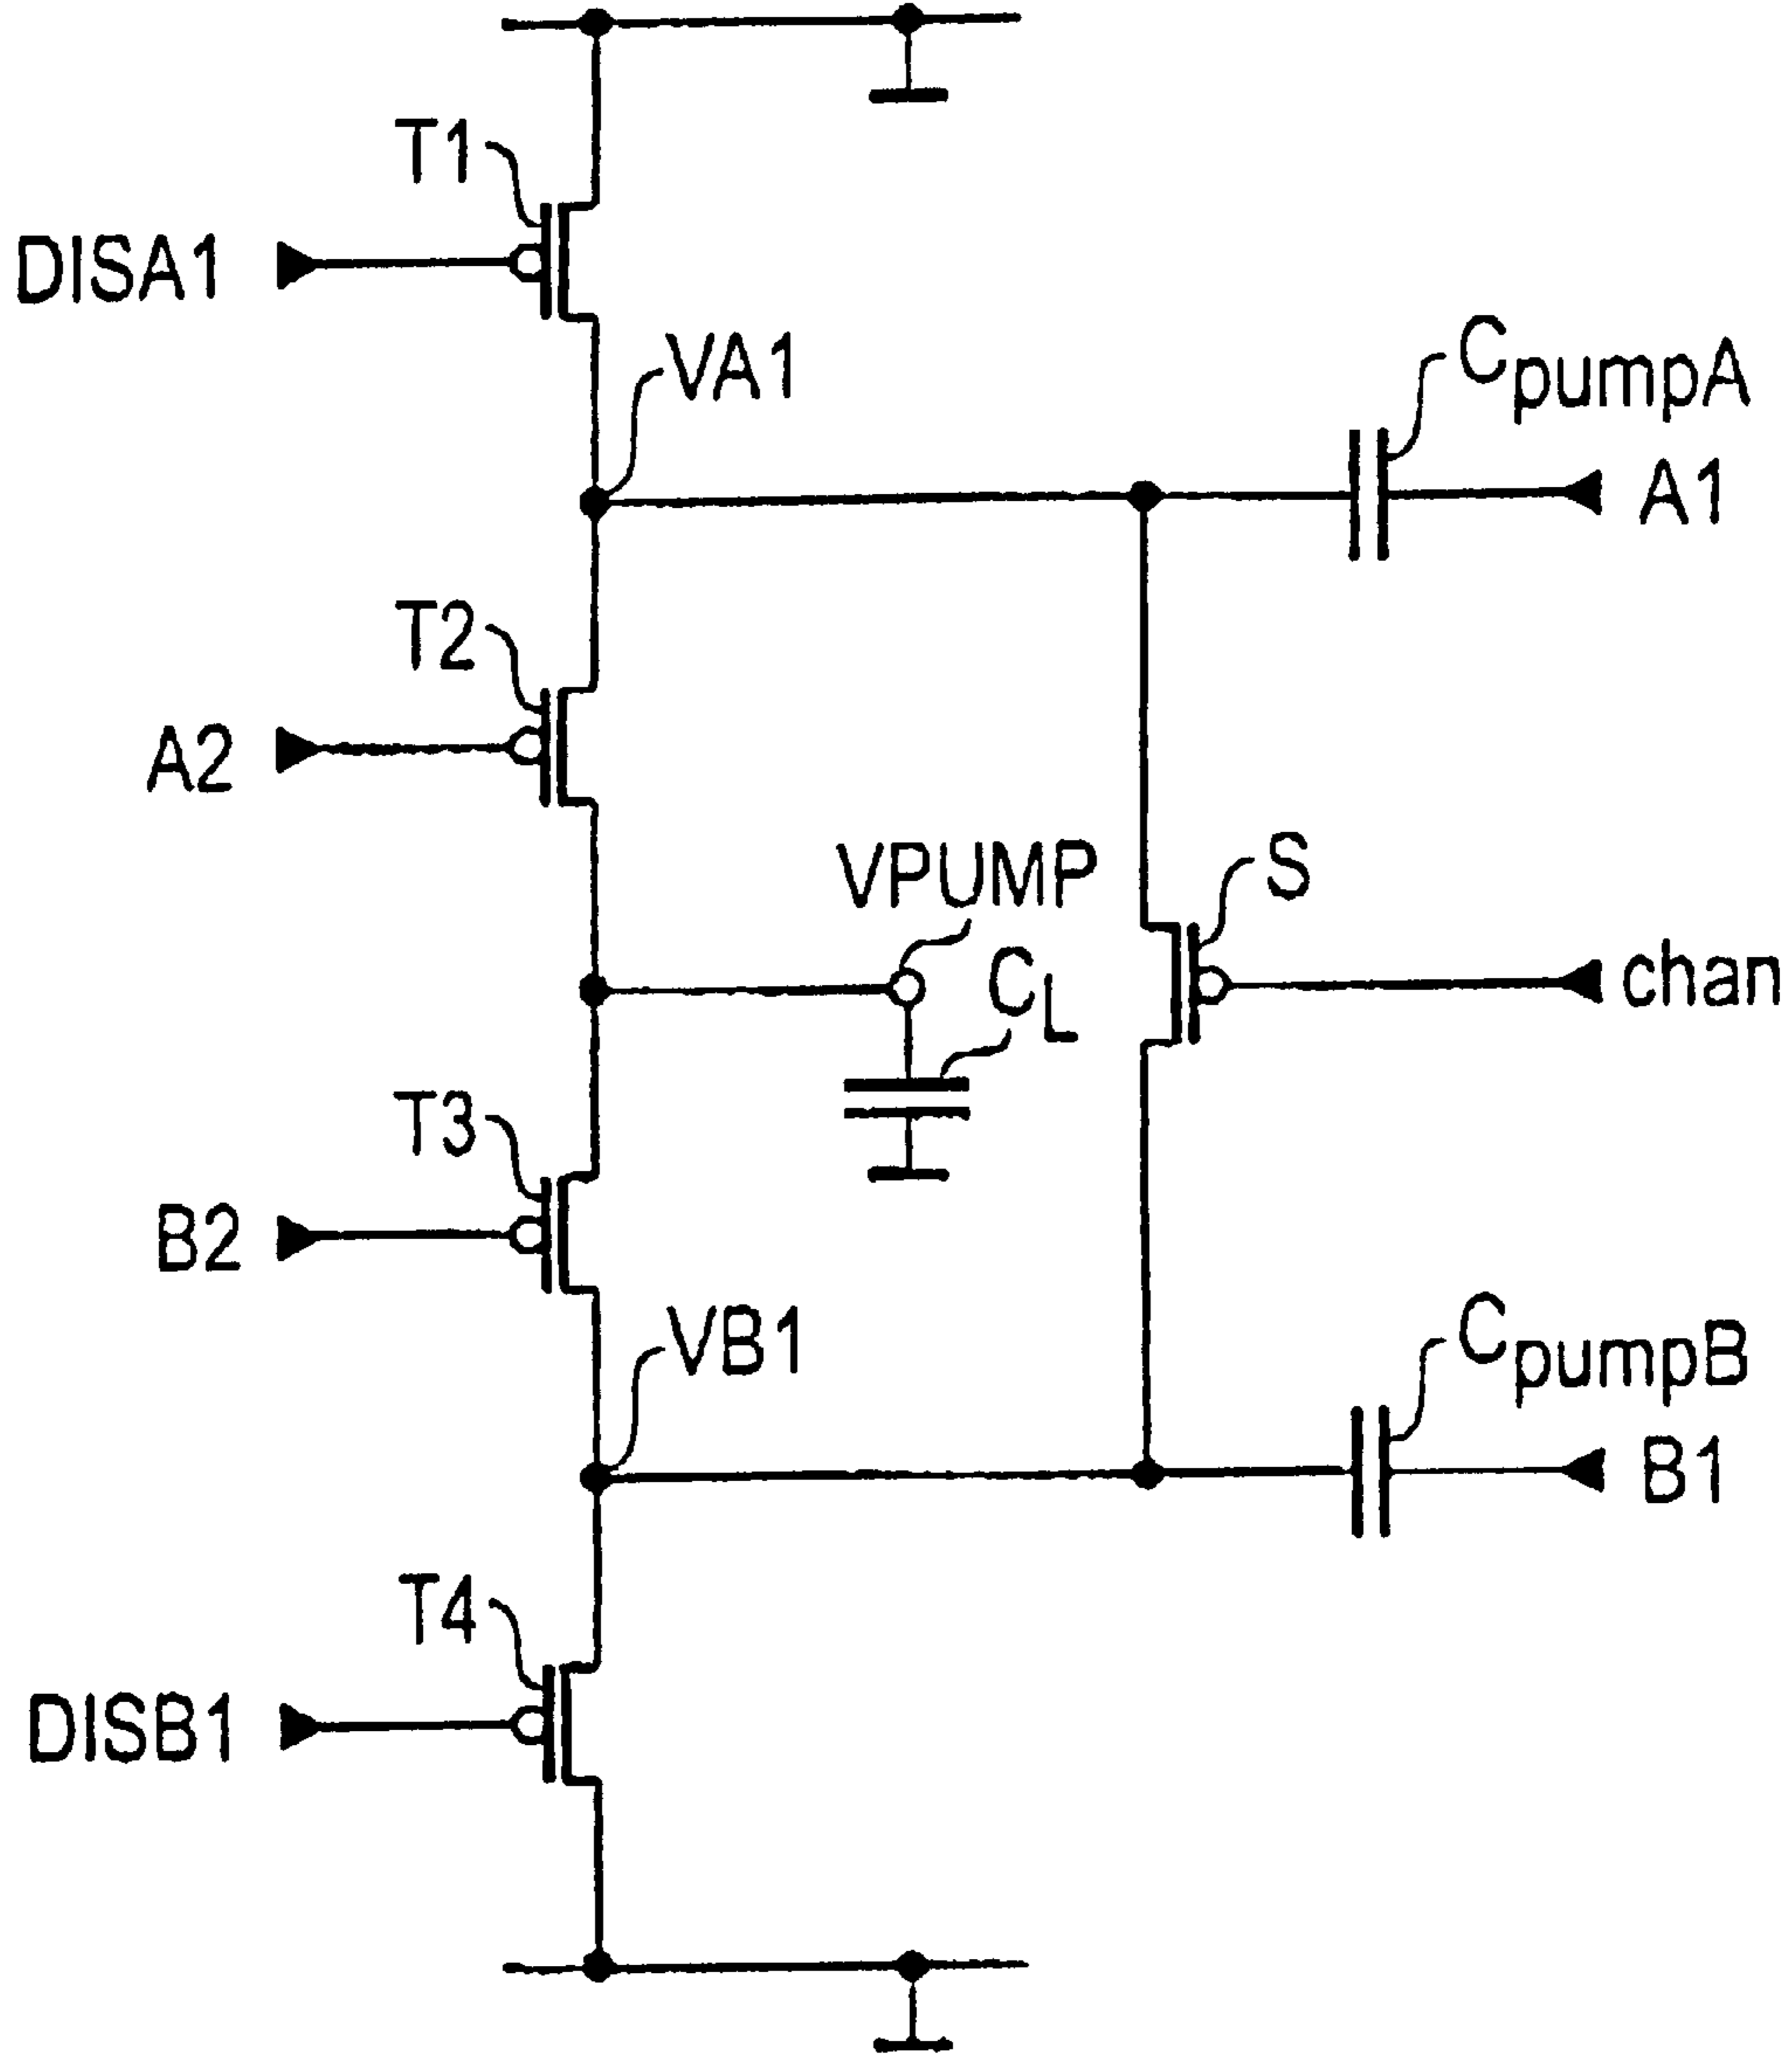 T1
DISA1
VA1
CpumpA
A1
T2
A2
VPUMP
S
CL
chan
T3
B2
VB1
CpumpB
B1
T4
DISB1